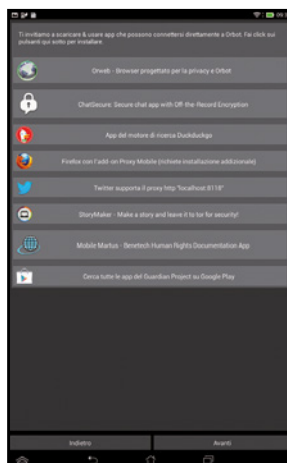 Ti invitiamo a scaricare & usare app che possono connettersi direttamente a Orbot. Fai click sui
pulsanti qui sotto per installare.
Orweb - Browser progettato per la privacy e Orbot
ChatSecure: Secure chat app with Off-the-Record Encryption
App del motore di ricerca Duckduckgo
Firefox con l'add-on Proxy Mobile (richiete installazione addizionale)
Twitter supporta il proxy http "localhost:8118"
StoryMaker - Make a story and leave it to tor for security!
Mobile Martus - Benetech Human Rights Documentation App
Cerca tutte le app del Guardian Project su Google Play
Indietro
Avanti